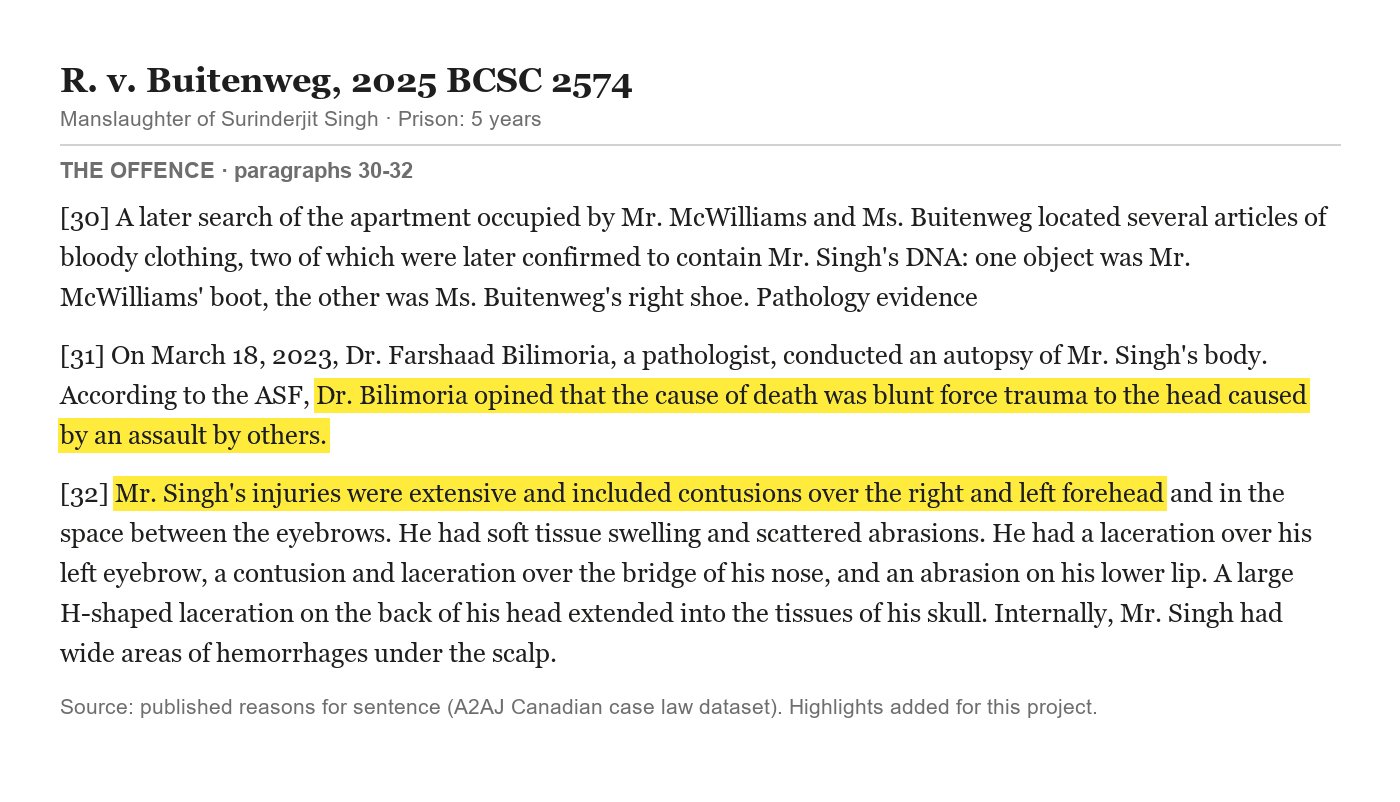 R. v. Buitenweg, 2025 BCSC 2574
Manslaughter of Surinderjit Singh · Prison: 5 years
THE OFFENCE · paragraphs 30-32
[30] A later search of the apartment occupied by Mr. McWilliams and Ms. Buitenweg located several articles of
bloody clothing, two of which were later confirmed to contain Mr. Singh's DNA: one object was Mr.
McWilliams' boot, the other was Ms. Buitenweg's right shoe. Pathology evidence
[31] On March 18, 2023, Dr. Farshaad Bilimoria, a pathologist, conducted an autopsy of Mr. Singh's body.
According to the ASF, Dr. Bilimoria opined that the cause of death was blunt force trauma to the head caused
by an assault by others.
[32] Mr. Singh's injuries were extensive and included contusions over the right and left forehead and in the
space between the eyebrows. He had soft tissue swelling and scattered abrasions. He had a laceration over his
left eyebrow, a contusion and laceration over the bridge of his nose, and an abrasion on his lower lip. A large
H-shaped laceration on the back of his head extended into the tissues of his skull. Internally, Mr. Singh had
wide areas of hemorrhages under the scalp.
Source: published reasons for sentence (A2AJ Canadian case law dataset). Highlights added for this project.